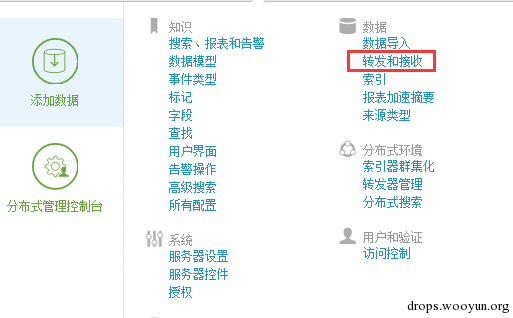 添加数据
分布式管理控制台
知识
搜索、报表和告警
数据模型
事件类型
标记
字段
查找
用户界面
告警操作
高级搜索
所有配置
系统
服务器设置
服务器控件
授权
数据
数据导入
转发和接收
索引
报表加速摘要
来源类型
分布式环境
索引器群集化
转发器管理
分布式搜索
用户和验证
访问控制
drops.wooyun.org